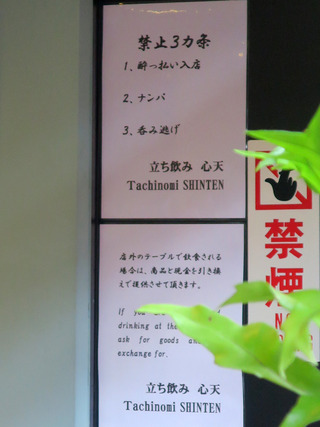 禁止3カ条
1、酔っ払い入店
2、ナンパ
3、呑み逃げ
立ち飲み 心天
Tachinomi SHINTEN
店外のテーブルで飲食される
場合は、商品と現金を引き換
えで提供させて頂きます。
If you
drinking at the
ask for goods
exchange for.
立ち飲み 心天
Tachinomi SHINTEN
禁
煙